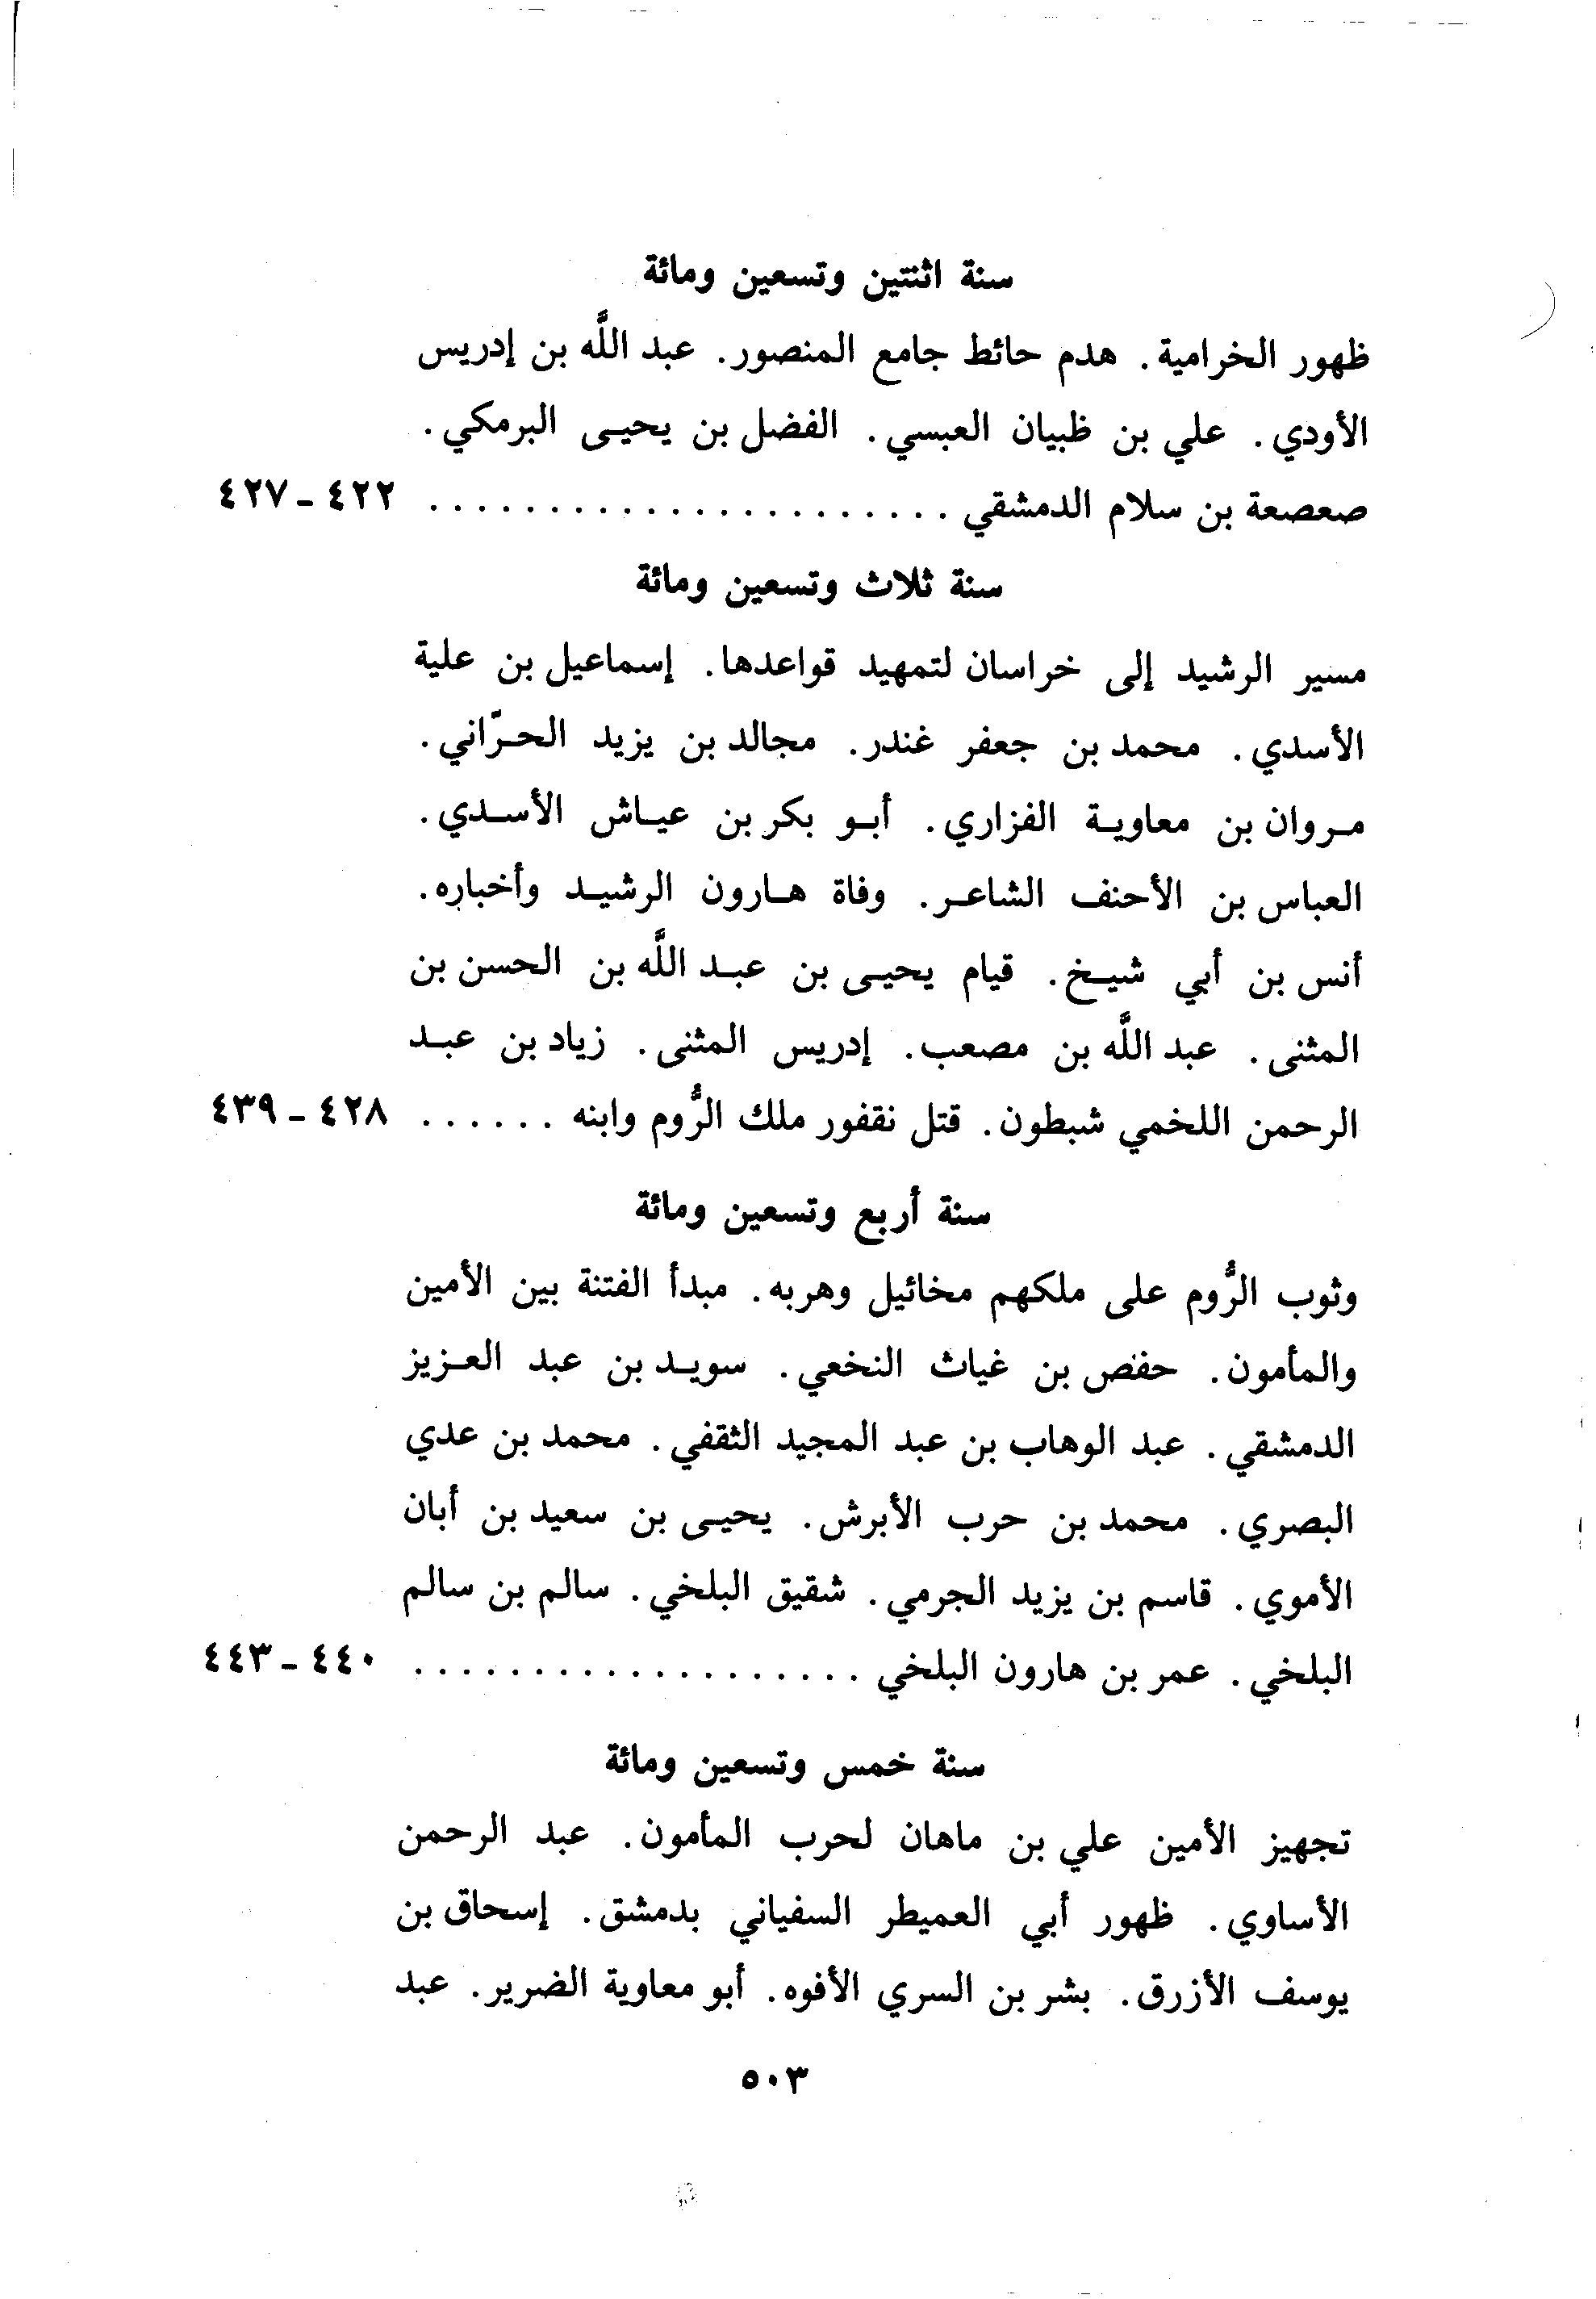 سنة اثنتين وتسعين ومائة
ظهور الخرامية. هدم حائط جامع المنصور. عبد اللَّه بن إدريس
الأودي. علي بن ظبيان العبسي. الفضل بن يحيى البرمكي.
صعصعة بن سلام الدمشقي . . . . . . . . . . . . . . . . . . . . . . ٤٢٢ - ٤٢٧
سنة ثلاث وتسعين ومائة
مسير الرشيد إلى خراسان لتمهيد قواعدها. إسماعيل بن علية
الأسدي. محمد بن جعفر غندر. مجالد بن يزيد الحرّاني.
مروان بن معاوية الفزاري. أبو بكر بن عياش الأسدي.
العباس بن الأحنف الشاعر. وفاة هارون الرشيد وأخباره.
أنس بن أبي شيخ. قيام يحيى بن عبد اللَّه بن الحسن بن
المثنى. عبد اللَّه بن مصعب. إدريس المثنى. زياد بن عبد
الرحمن اللخمي شبطون. قتل نقفور ملك الرُّوم وابنه . . . . . . ٤٢٨ - ٤٣٩
سنة أربع وتسعين ومائة
وثوب الرُّوم على ملكهم مخائيل وهربه. مبدأ الفتنة بين الأمين
والمأمون. حفص بن غياث النخعي. سويد بن عبد العزيز
الدمشقي. عبد الوهاب بن عبد المجيد الثقفي. محمد بن عدي
البصري. محمد بن حرب الأبرش. يحيى بن سعيد بن أبان
الأموي. قاسم بن يزيد الجرمي. شقيق البلخي. سالم بن سالم
البلخي. عمر بن هارون البلخي . . . . . . . . . . . . . . . . . . . ٤٤٠ - ٤٤٣
سنة خمس وتسعين ومائة
تجهيز الأمين علي بن ماهان لحرب المأمون. عبد الرحمن
الأساوي. ظهور أبي العميطر السفياني بدمشق. إسحاق بن
يوسف الأزرق. بشر بن السري الأفوه. أبو معاوية الضرير. عبد
٥٠٣